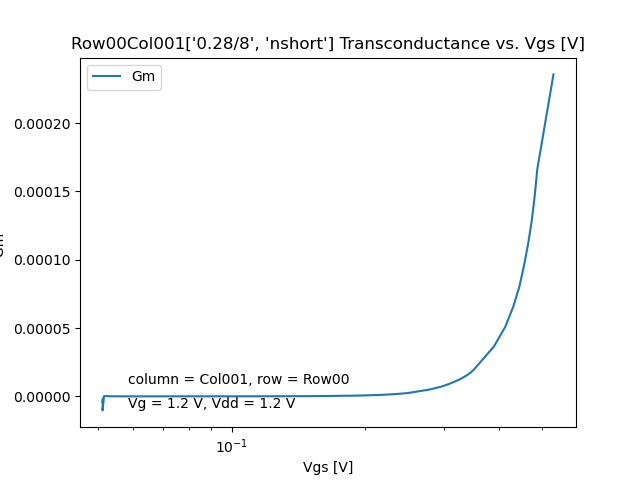 Row00Col001['0.28/8', 'nshort'] Transconductance vs. Vgs [V]
Gm
0.00020
0.00015
0.00010
0.00005
0.00000
column = Col001, row = Row00
Vg = 1.2 V, Vdd = 1.2 V
10⁻¹
Vgs [V]